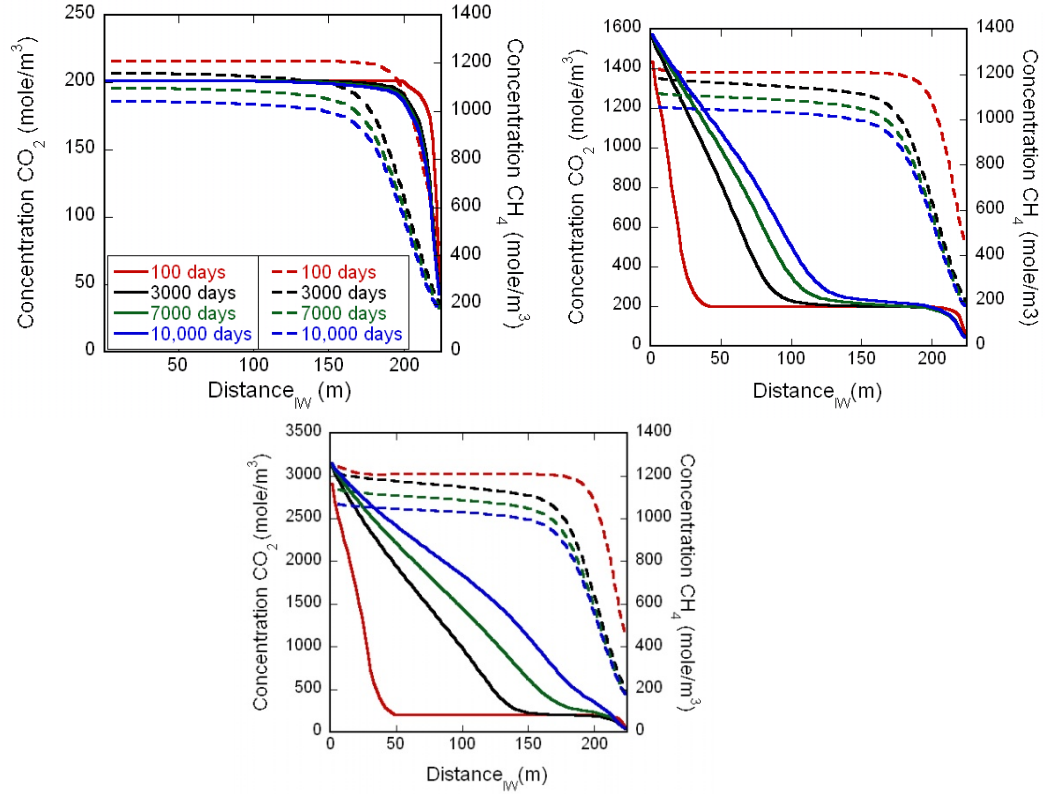 250
200
150
100
50
0
Concentration CO2 (mole/m3)
1400
1200
1000
800
600
400
200
0
Concentration CH4 (mole/m3)
100 days
3000 days
7000 days
10,000 days
100 days
3000 days
7000 days
10,000 days
50 100 150 200
DistanceIW (m)
1600
1400
1200
1000
800
600
400
200
0
Concentration CO2 (mole/m3)
1400
1200
1000
800
600
400
200
0
Concentration CH4 (mole/m3)
0 50 100 150 200
DistanceIW(m)
3500
3000
2500
2000
1500
1000
500
0
Concentration CO2 (mole/m3)
1400
1200
1000
800
600
400
200
0
Concentration CH4 (mole/m3)
0 50 100 150 200
DistanceIW(m)